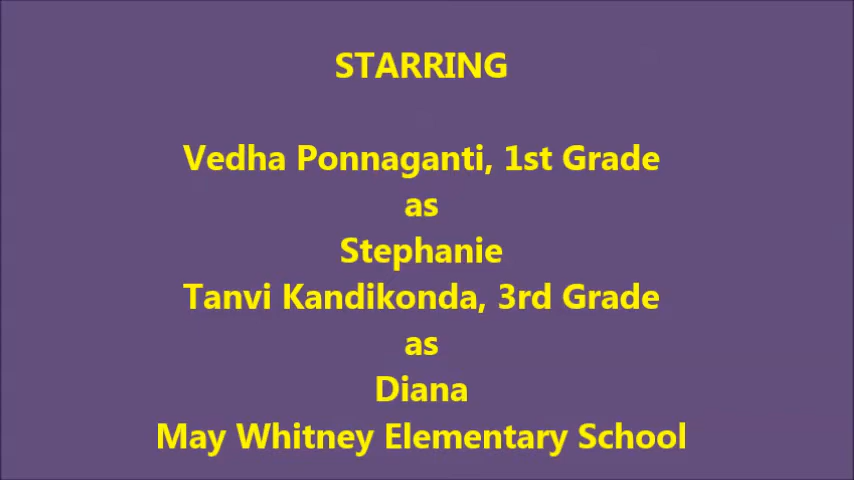 STARRING
Vedha Ponnaganti, 1st Grade
as
Stephanie
Tanvi Kandikonda, 3rd Grade
as
Diana
May Whitney Elementary School